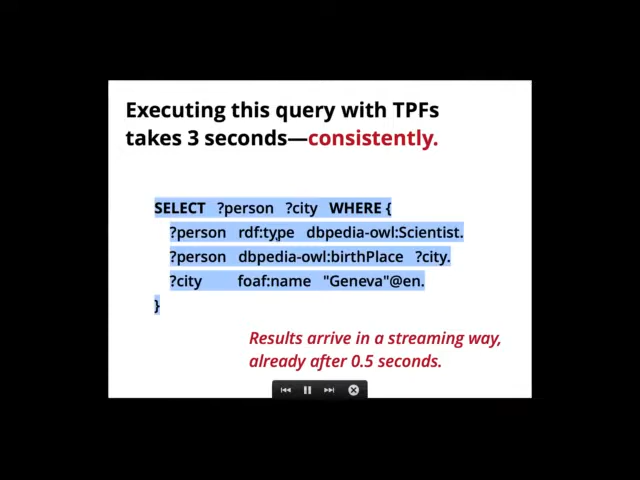 Executing this query with TPFs
takes 3 seconds—consistently.
SELECT ?person ?city WHERE {
?person rdf:type dbpedia-owl:Scientist.
?person dbpedia-owl:birthPlace ?city.
?city foaf:name "Geneva"@en.
}
Results arrive in a streaming way,
already after 0.5 seconds.